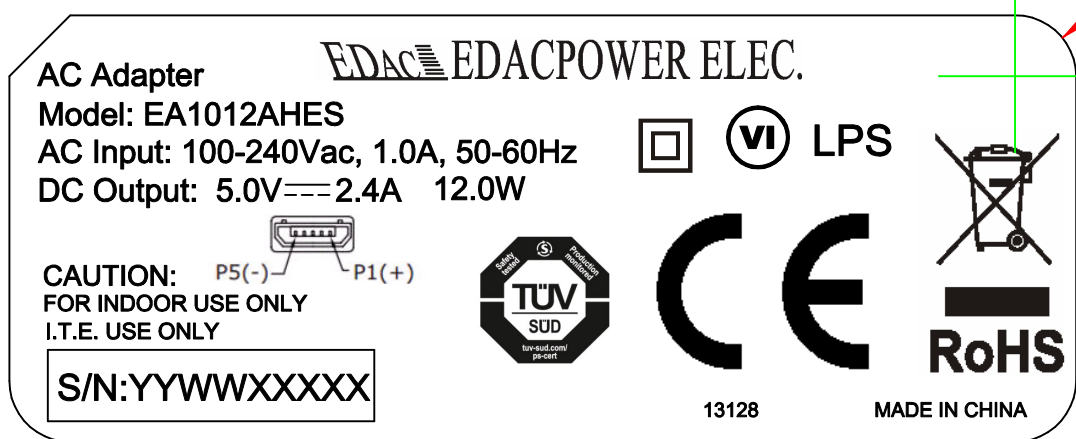 EDAC EDACPOWER ELEC.
AC Adapter
Model: EA1012AHES
AC Input: 100-240Vac, 1.0A, 50-60Hz
DC Output: 5.0V⎓2.4A 12.0W
VI LPS
P5(-) P1(+)
CAUTION:
FOR INDOOR USE ONLY
I.T.E. USE ONLY
S/N:YYWWXXXXX
S
Safety
tested
Production
monitored
TÜV
SÜD
tuv-sud.com/
ps-cert
CE
RoHS
13128
MADE IN CHINA